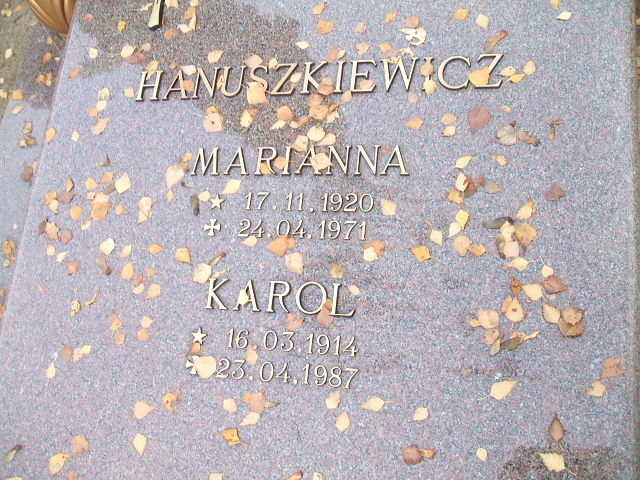 HANUSZKIEWICZ
MARIANNA
17.11.1920
24.04.1971
KAROL
16.03.1914
23.04.1987